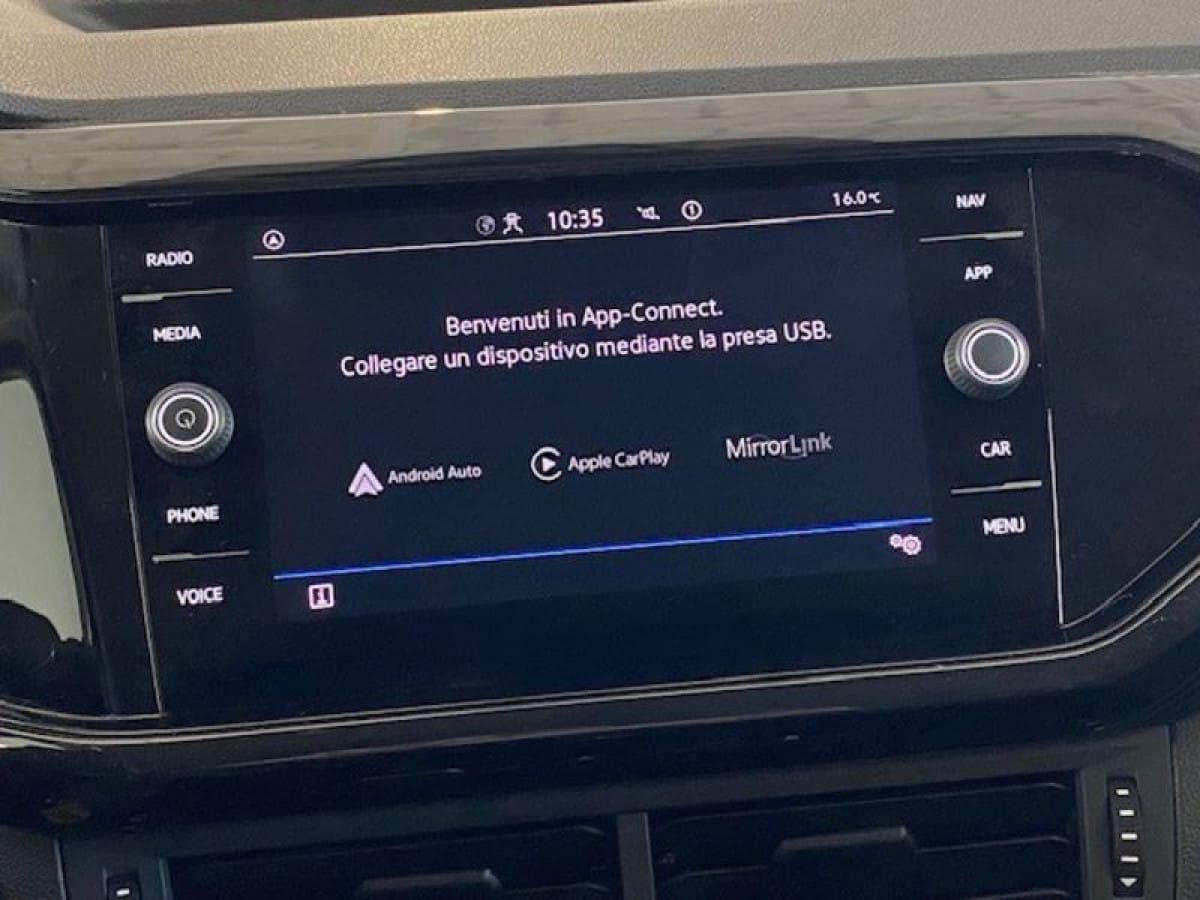 10:35
16.0°C
RADIO
MEDIA
PHONE
VOICE
Benvenuti in App-Connect.
Collegare un dispositivo mediante la presa USB.
Android Auto
Apple CarPlay
MirrorLink
NAV
APP
CAR
MENU